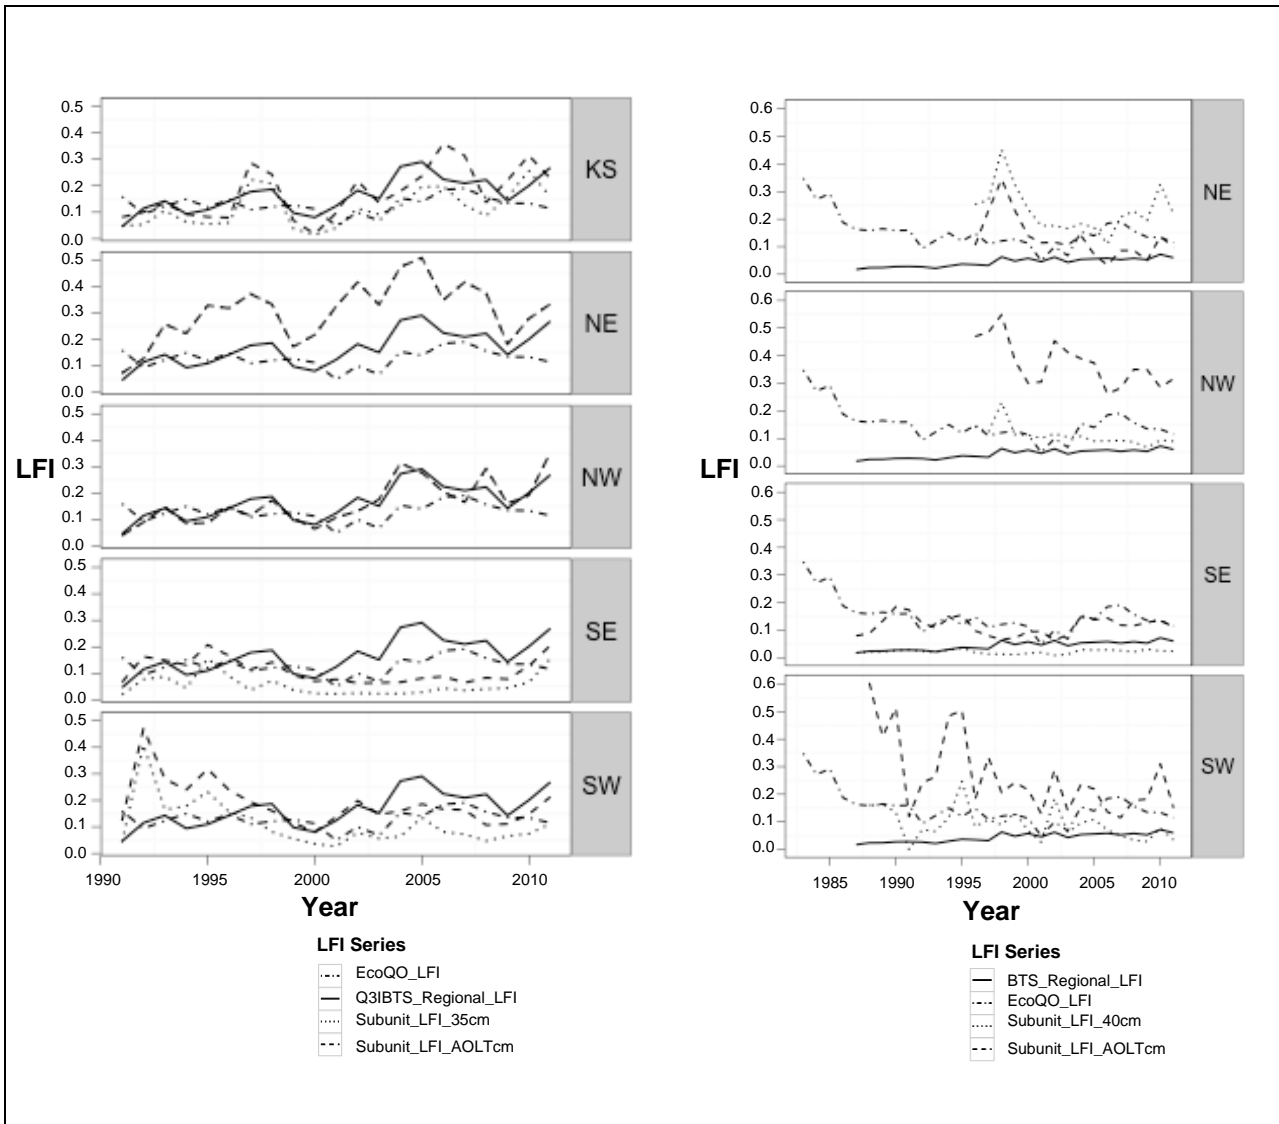 0.5
0.4
0.3
0.2
0.1
0.0
KS
0.5
0.4
0.3
0.2
0.1
0.0
NE
0.5
0.4
0.3
0.2
0.1
0.0
NW
LFI
0.5
0.4
0.3
0.2
0.1
0.0
SE
0.5
0.4
0.3
0.2
0.1
0.0
SW
1990 1995 2000 2005 2010
Year
LFI Series
EcoQO_LFI
Q3IBTS_Regional_LFI
Subunit_LFI_35cm
Subunit_LFI_AOLTcm
0.6
0.5
0.4
0.3
0.2
0.1
0.0
NE
0.6
0.5
0.4
0.3
0.2
0.1
0.0
NW
LFI
0.6
0.5
0.4
0.3
0.2
0.1
0.0
SE
0.6
0.5
0.4
0.3
0.2
0.1
0.0
SW
1985 1990 1995 2000 2005 2010
Year
LFI Series
BTS_Regional_LFI
EcoQO_LFI
Subunit_LFI_40cm
Subunit_LFI_AOLTcm